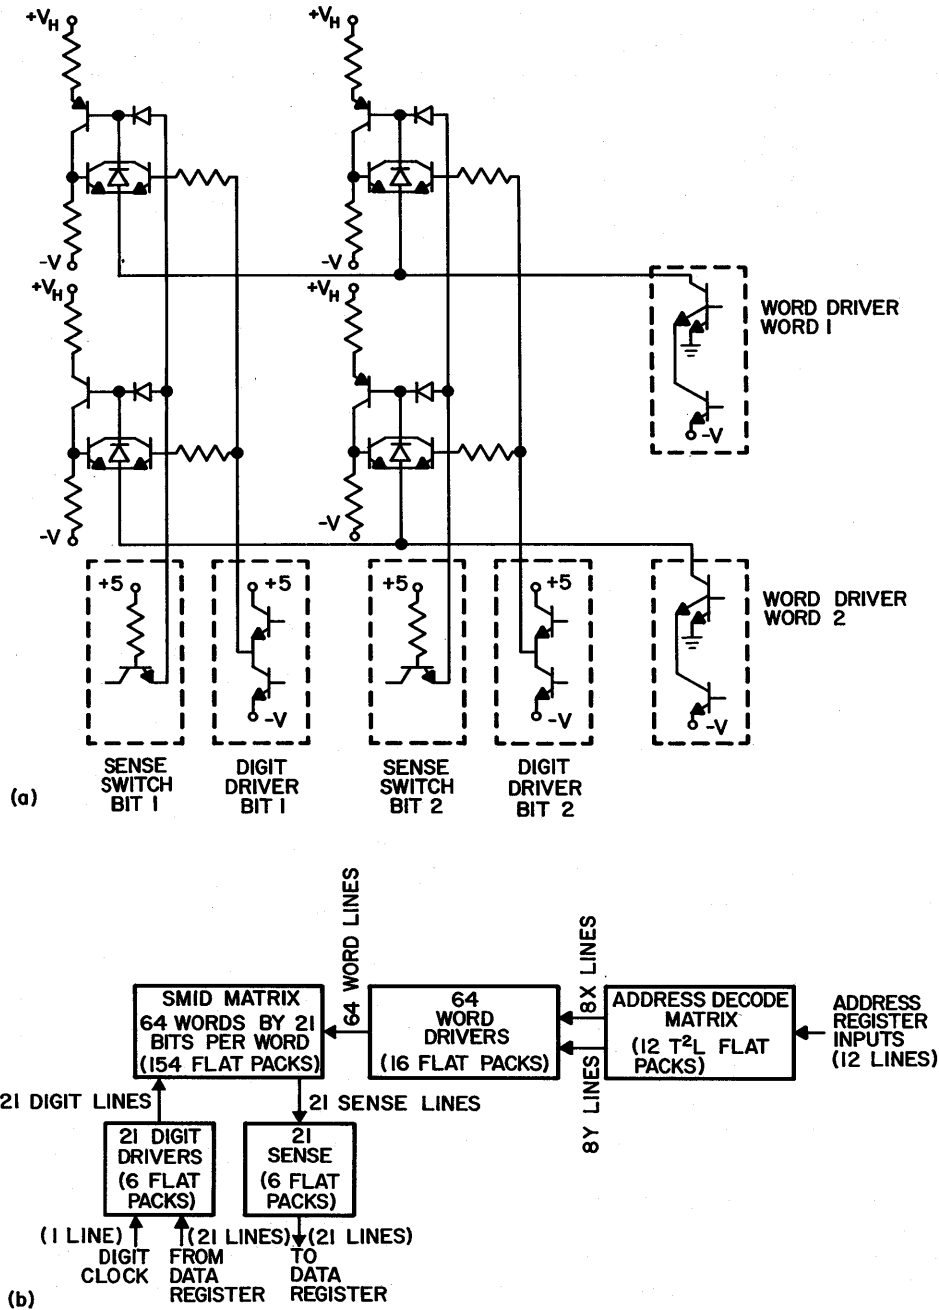 +V_H
+V_H
-V
-V
+V_H
+V_H
WORD DRIVER
WORD 1
-V
-V
-V
+5
+5
+5
+5
WORD DRIVER
WORD 2
-V
-V
-V
SENSE
SWITCH
BIT 1
DIGIT
DRIVER
BIT 1
SENSE
SWITCH
BIT 2
DIGIT
DRIVER
BIT 2
(a)
64 WORD LINES
8X LINES
SMID MATRIX
64 WORDS BY 21
BITS PER WORD
(154 FLAT PACKS)
64
WORD
DRIVERS
(16 FLAT PACKS)
ADDRESS DECODE
MATRIX
(12 T²L FLAT
PACKS)
ADDRESS
REGISTER
INPUTS
(12 LINES)
8Y LINES
21 DIGIT LINES
21 SENSE LINES
21 DIGIT
DRIVERS
(6 FLAT
PACKS)
21
SENSE
(6 FLAT
PACKS)
(1 LINE)
(21 LINES)
(21 LINES)
DIGIT
CLOCK
FROM
DATA
REGISTER
TO
DATA
REGISTER
(b)